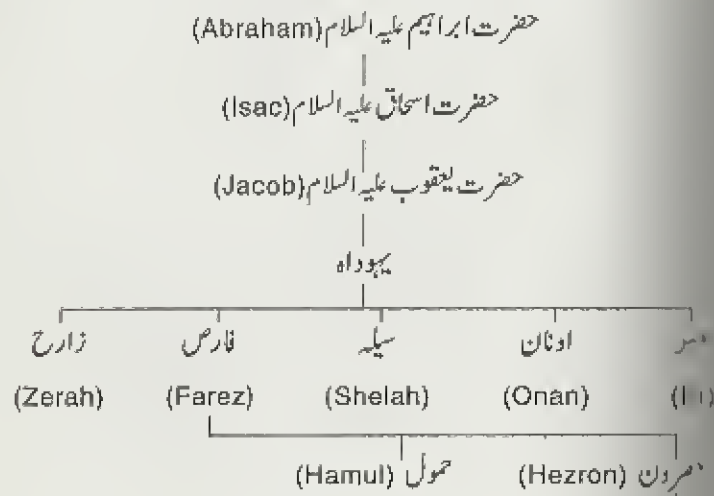 حضرت ابراہیم علیہ السلام (Abraham)
حضرت اسحاق علیہ السلام (Isac)
حضرت یعقوب علیہ السلام (Jacob)
یہوداہ
اونان سیلہ فارص زارح
(Onan) (Shelah) (Farez) (Zerah)
(Hezron) حمول (Hamul)